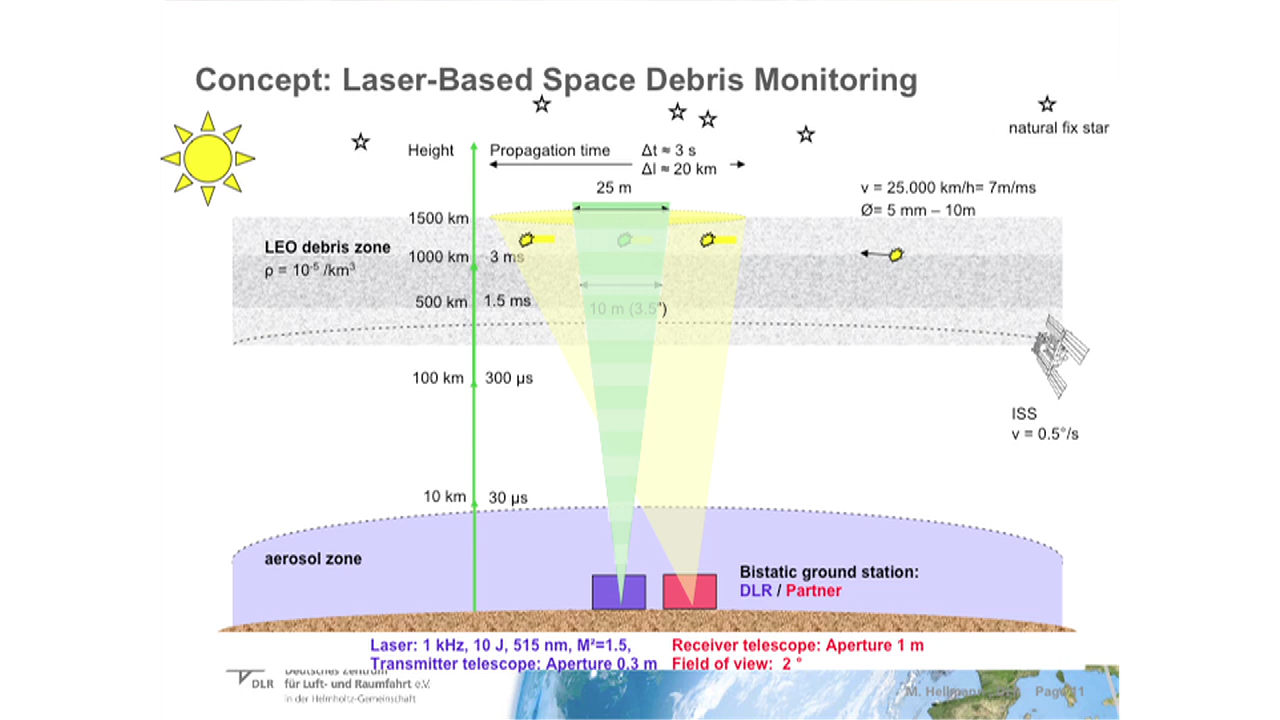 Concept: Laser-Based Space Debris Monitoring
natural fix star
Height
Propagation time
Δt ≈ 3 s
Δl ≈ 20 km
25 m
v = 25.000 km/h= 7m/ms
Ø= 5 mm – 10m
1500 km
LEO debris zone
ρ = 10⁻⁵ /km³
1000 km
3 ms
500 km
1.5 ms
10 m (3.5")
100 km
300 µs
ISS
v = 0.5°/s
10 km
30 µs
aerosol zone
Bistatic ground station:
DLR / Partner
Laser: 1 kHz, 10 J, 515 nm, M²=1.5,
Transmitter telescope: Aperture 0.3 m
Receiver telescope: Aperture 1 m
Field of view: 2 °
DLR
Deutsches Zentrum
für Luft- und Raumfahrt e.V.
in der Helmholtz-Gemeinschaft
11